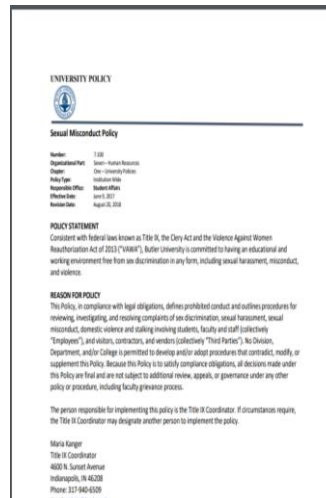 UNIVERSITY POLICY
Sexual Misconduct Policy
Number: 7.100
Organizational Part: Seven – Human Resources
Chapter: One – University Policies
Policy Type: Institution Wide
Responsible Office: Student Affairs
Effective Date: June 9, 2017
Revision Date: August 20, 2018
POLICY STATEMENT
Consistent with federal laws known as Title IX, the Clery Act and the Violence Against Women
Reauthorization Act of 2013 ("VAWA"), Butler University is committed to having an educational and
working environment free from sex discrimination in any form, including sexual harassment, misconduct,
and violence.
REASON FOR POLICY
This Policy, in compliance with legal obligations, defines prohibited conduct and outlines procedures for
reviewing, investigating, and resolving complaints of sex discrimination, sexual harassment, sexual
misconduct, domestic violence and stalking involving students, faculty and staff (collectively
"Employees"), and visitors, contractors, and vendors (collectively "Third Parties"). No Division,
Department, and/or College is permitted to develop and/or adopt procedures that contradict, modify, or
supplement this Policy. Because this Policy is to satisfy compliance obligations, all decisions made under
this Policy are final and are not subject to additional review, appeals, or governance under any other
policy or procedure, including faculty grievance process.
The person responsible for implementing this policy is the Title IX Coordinator. If circumstances require,
the Title IX Coordinator may designate another person to implement the policy.
Maria Kanger
Title IX Coordinator
4600 N. Sunset Avenue
Indianapolis, IN 46208
Phone: 317-940-6509